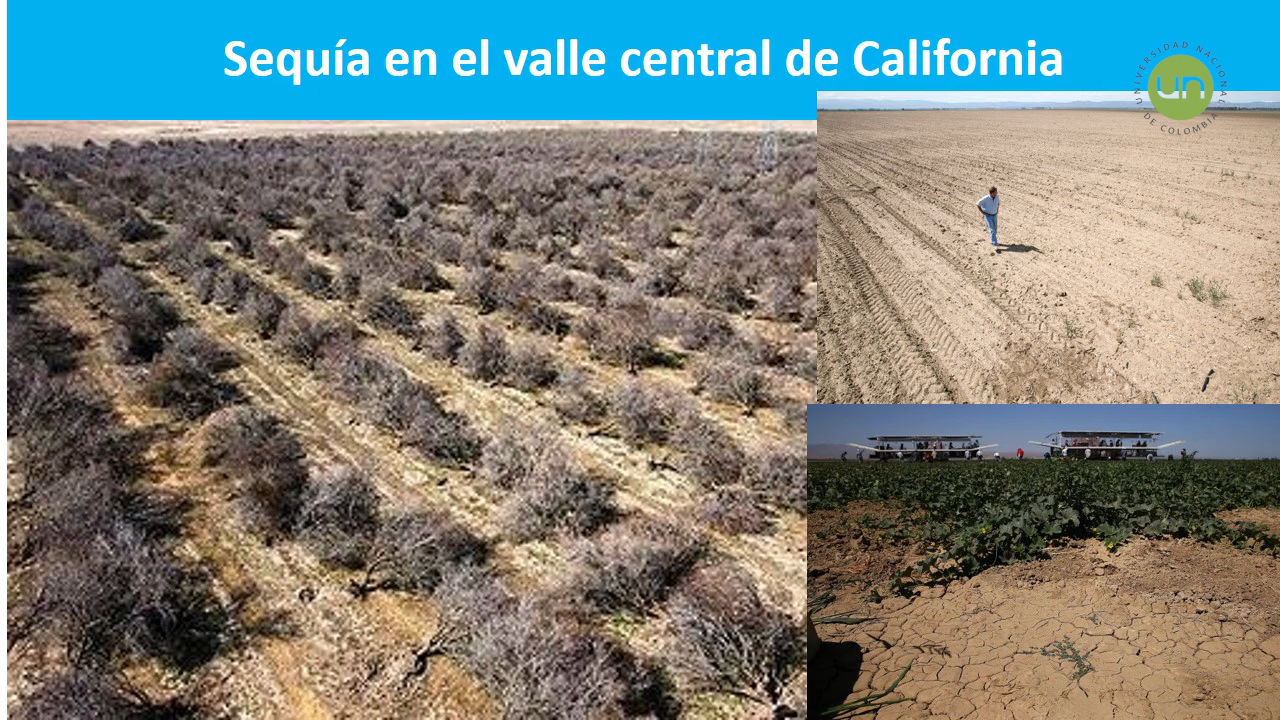 Sequía en el valle central de California
UNIVERSIDAD NACIONAL
un
DE COLOMBIA